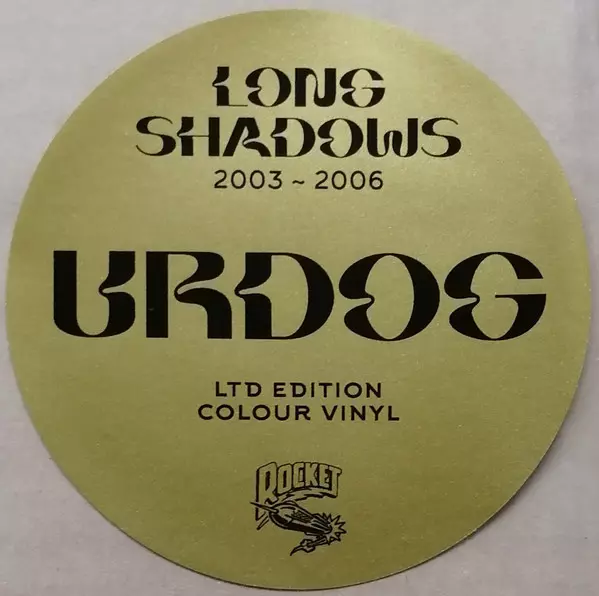 LONG
SHADOWS
2003 ~ 2006
URDOG
LTD EDITION
COLOUR VINYL
ROCKET